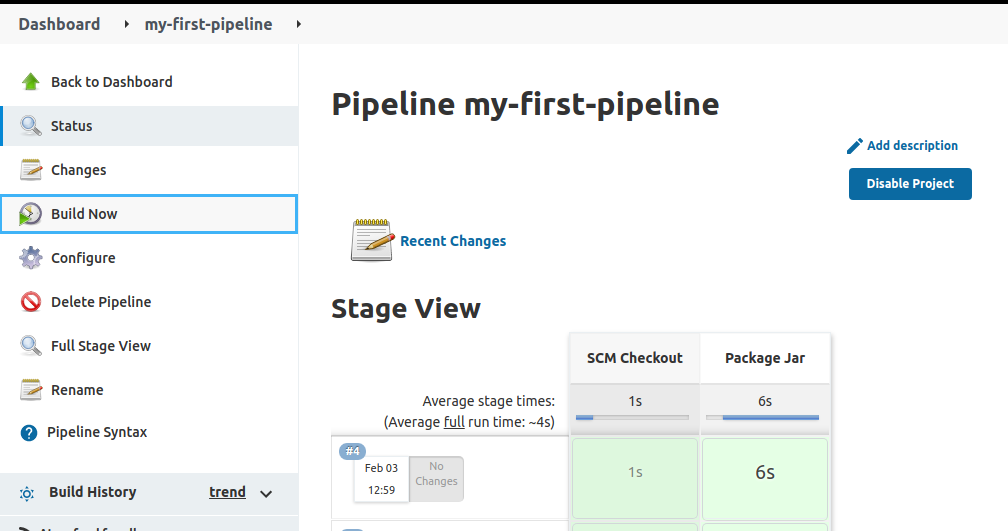 Dashboard
my-first-pipeline
Back to Dashboard
Status
Changes
Build Now
Configure
Delete Pipeline
Full Stage View
Rename
Pipeline Syntax
Build History trend
Pipeline my-first-pipeline
Add description
Disable Project
Recent Changes
Stage View
SCM Checkout Package Jar
Average stage times: 1s 6s
(Average full run time: ~4s)
#4
Feb 03
12:59
No
Changes
1s 6s